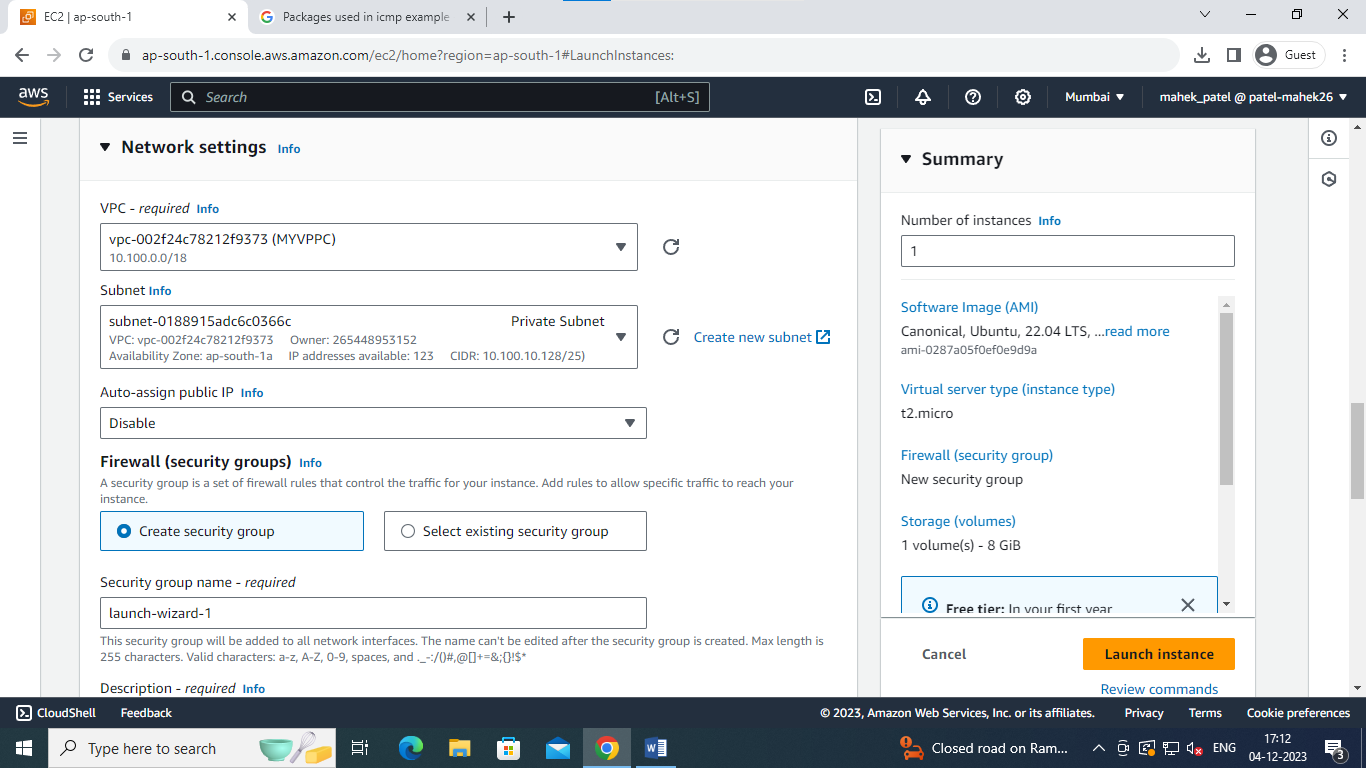 EC2 | ap-south-1
Packages used in icmp example
ap-south-1.console.aws.amazon.com/ec2/home?region=ap-south-1#LaunchInstances:
Guest
aws
Services
Search
[Alt+S]
Mumbai
mahek_patel @ patel-mahek26
Network settings Info
VPC - required Info
vpc-002f24c78212f9373 (MYVPPC)
10.100.0.0/18
Subnet Info
subnet-0188915adc6c0366c Private Subnet
VPC: vpc-002f24c78212f9373 Owner: 265448953152
Availability Zone: ap-south-1a IP addresses available: 123 CIDR: 10.100.10.128/25)
Create new subnet
Auto-assign public IP Info
Disable
Firewall (security groups) Info
A security group is a set of firewall rules that control the traffic for your instance. Add rules to allow specific traffic to reach your
instance.
Create security group
Select existing security group
Security group name - required
launch-wizard-1
This security group will be added to all network interfaces. The name can't be edited after the security group is created. Max length is
255 characters. Valid characters: a-z, A-Z, 0-9, spaces, and ._-:/()#,@[]+=&;{}!$*
Description - required Info
Summary
Number of instances Info
1
Software Image (AMI)
Canonical, Ubuntu, 22.04 LTS, ...read more
ami-0287a05f0ef0e9d9a
Virtual server type (instance type)
t2.micro
Firewall (security group)
New security group
Storage (volumes)
1 volume(s) - 8 GiB
Free tier: In your first year
Cancel
Launch instance
Review commands
CloudShell
Feedback
© 2023, Amazon Web Services, Inc. or its affiliates.
Privacy
Terms
Cookie preferences
Type here to search
Closed road on Ram...
ENG
17:12
04-12-2023
3